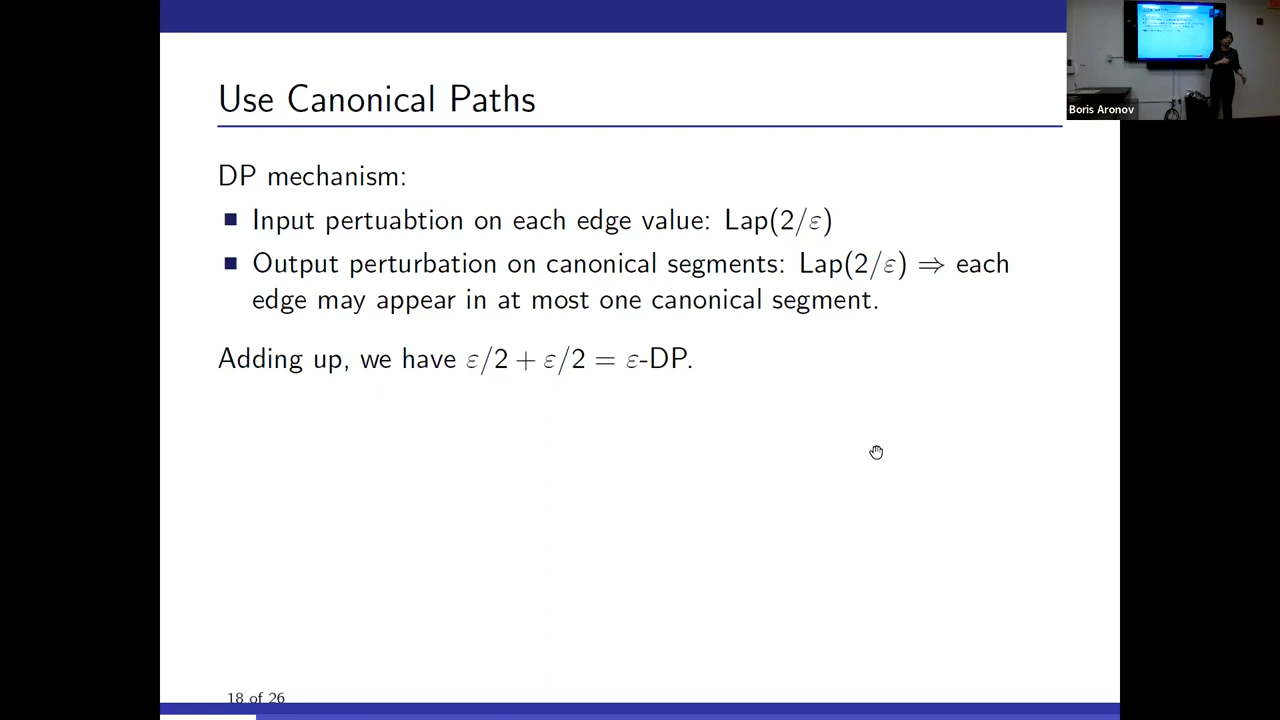 Use Canonical Paths
Boris Aronov
DP mechanism:
■ Input pertuabtion on each edge value: Lap(2/ε)
■ Output perturbation on canonical segments: Lap(2/ε) ⇒ each
edge may appear in at most one canonical segment.
Adding up, we have ε/2 + ε/2 = ε-DP.
18 of 26